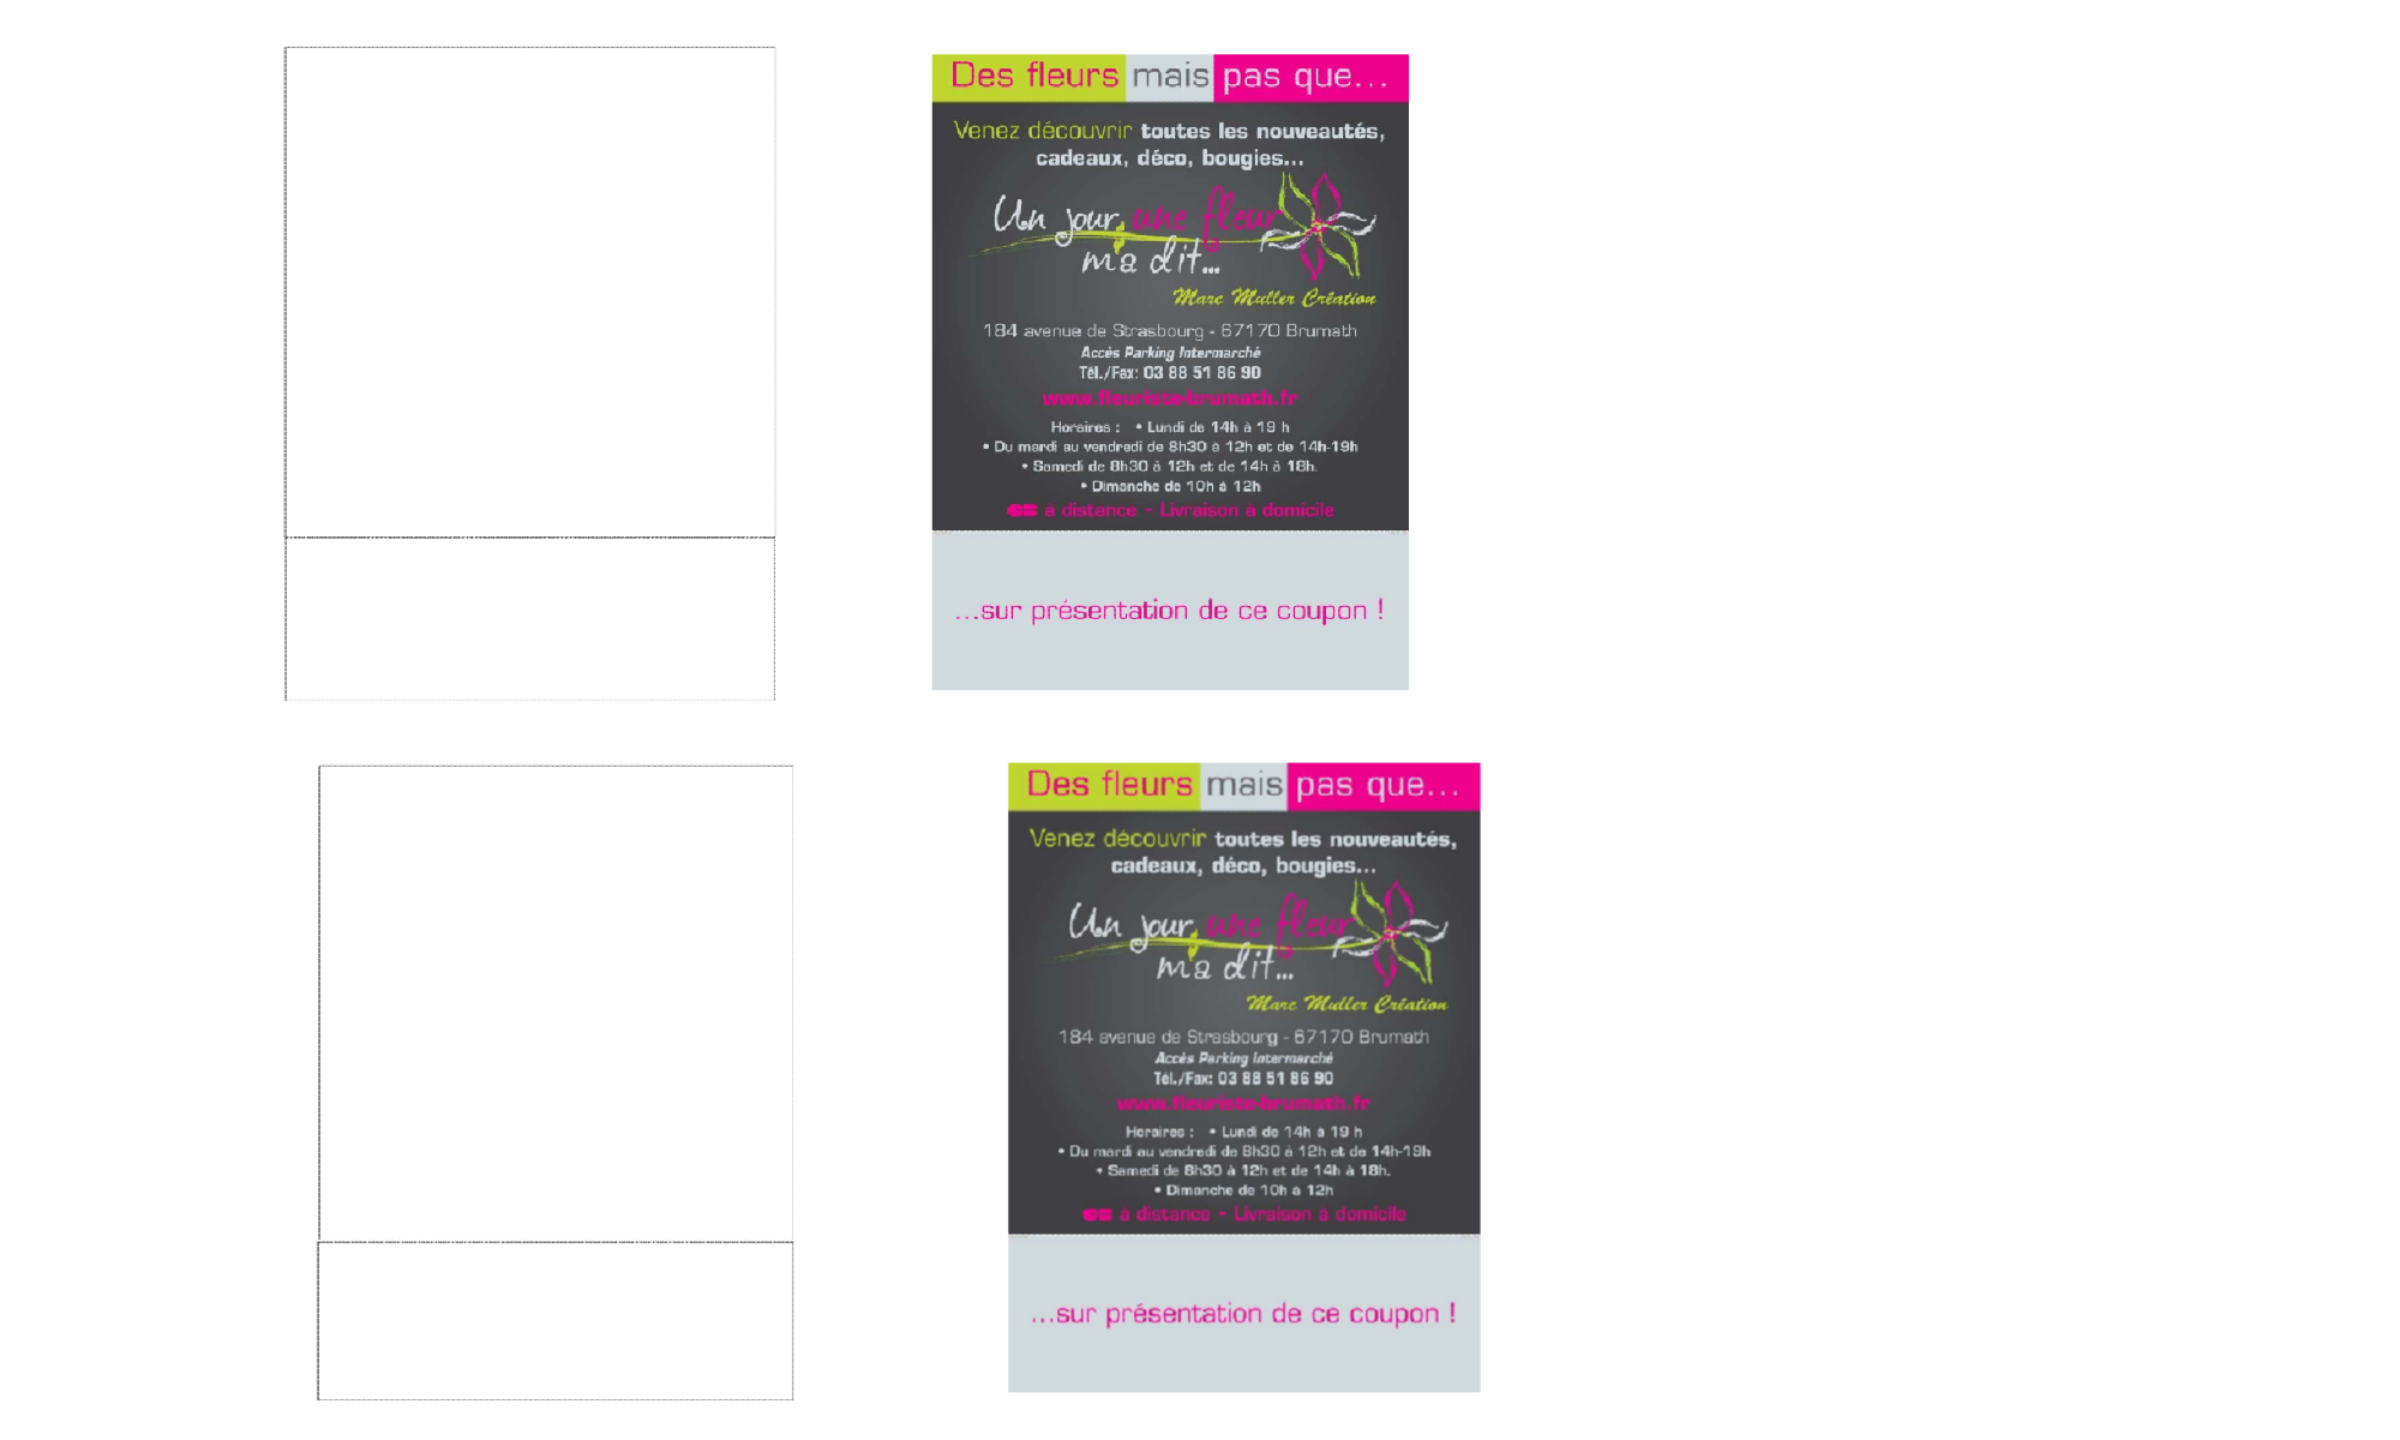 Des fleurs mais pas que...
Venez découvrir toutes les nouveautés,
cadeaux, déco, bougies...
Un jour, une fleur
m'a dit...
Marc Muller Création
184 avenue de Strasbourg - 67170 Brumath
Accès Parking Intermarché
Tél./Fax: 03 88 51 86 90
www.fleuriste-brumath.fr
Horaires : • Lundi de 14h à 19 h
• Du mardi au vendredi de 8h30 à 12h et de 14h-19h
• Samedi de 8h30 à 12h et de 14h à 18h.
• Dimanche de 10h à 12h
à distance - Livraison à domicile
...sur présentation de ce coupon !
Des fleurs mais pas que...
Venez découvrir toutes les nouveautés,
cadeaux, déco, bougies...
Un jour, une fleur
m'a dit...
Marc Muller Création
184 avenue de Strasbourg - 67170 Brumath
Accès Parking Intermarché
Tél./Fax: 03 88 51 86 90
www.fleuriste-brumath.fr
Horaires : • Lundi de 14h à 19 h
• Du mardi au vendredi de 8h30 à 12h et de 14h-19h
• Samedi de 8h30 à 12h et de 14h à 18h.
• Dimanche de 10h à 12h
à distance - Livraison à domicile
...sur présentation de ce coupon !